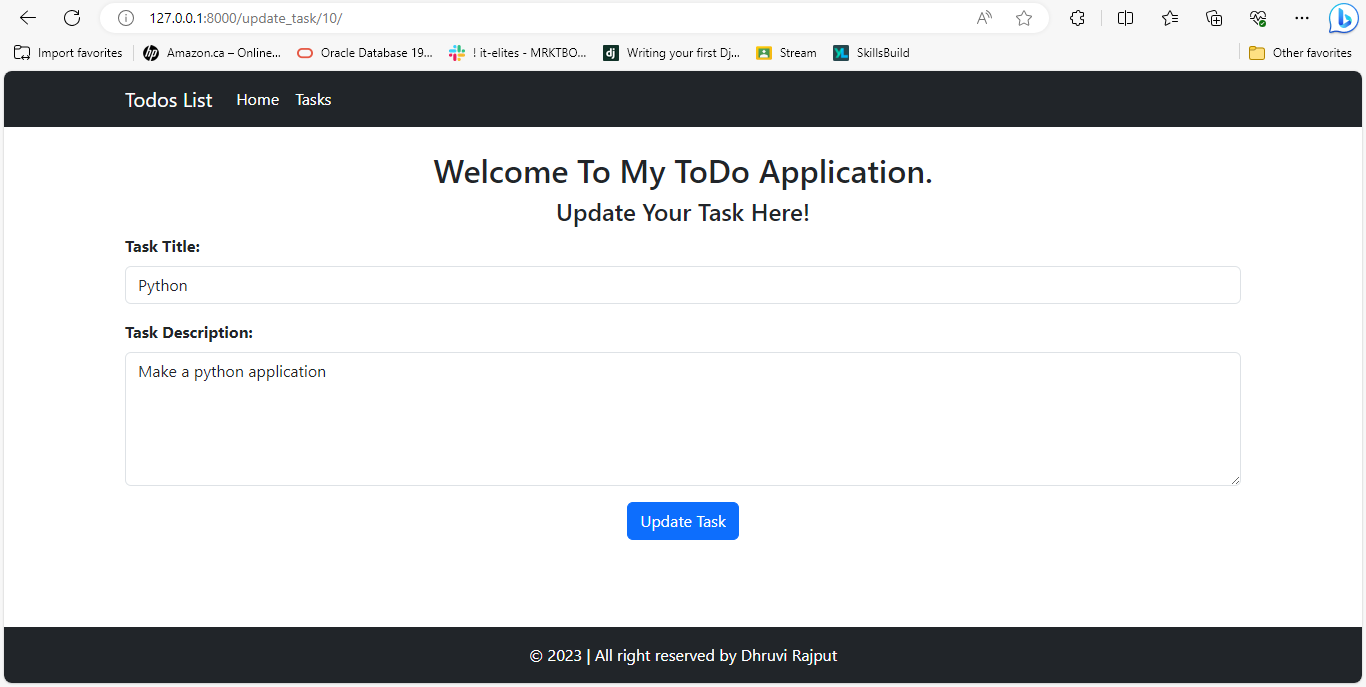 127.0.0.1:8000/update_task/10/
Import favorites
hp Amazon.ca – Online...
Oracle Database 19...
! it-elites - MRKTBO...
dj Writing your first Dj...
Stream
SkillsBuild
Other favorites
Todos List Home Tasks
Welcome To My ToDo Application.
Update Your Task Here!
Task Title:
Python
Task Description:
Make a python application
Update Task
© 2023 | All right reserved by Dhruvi Rajput